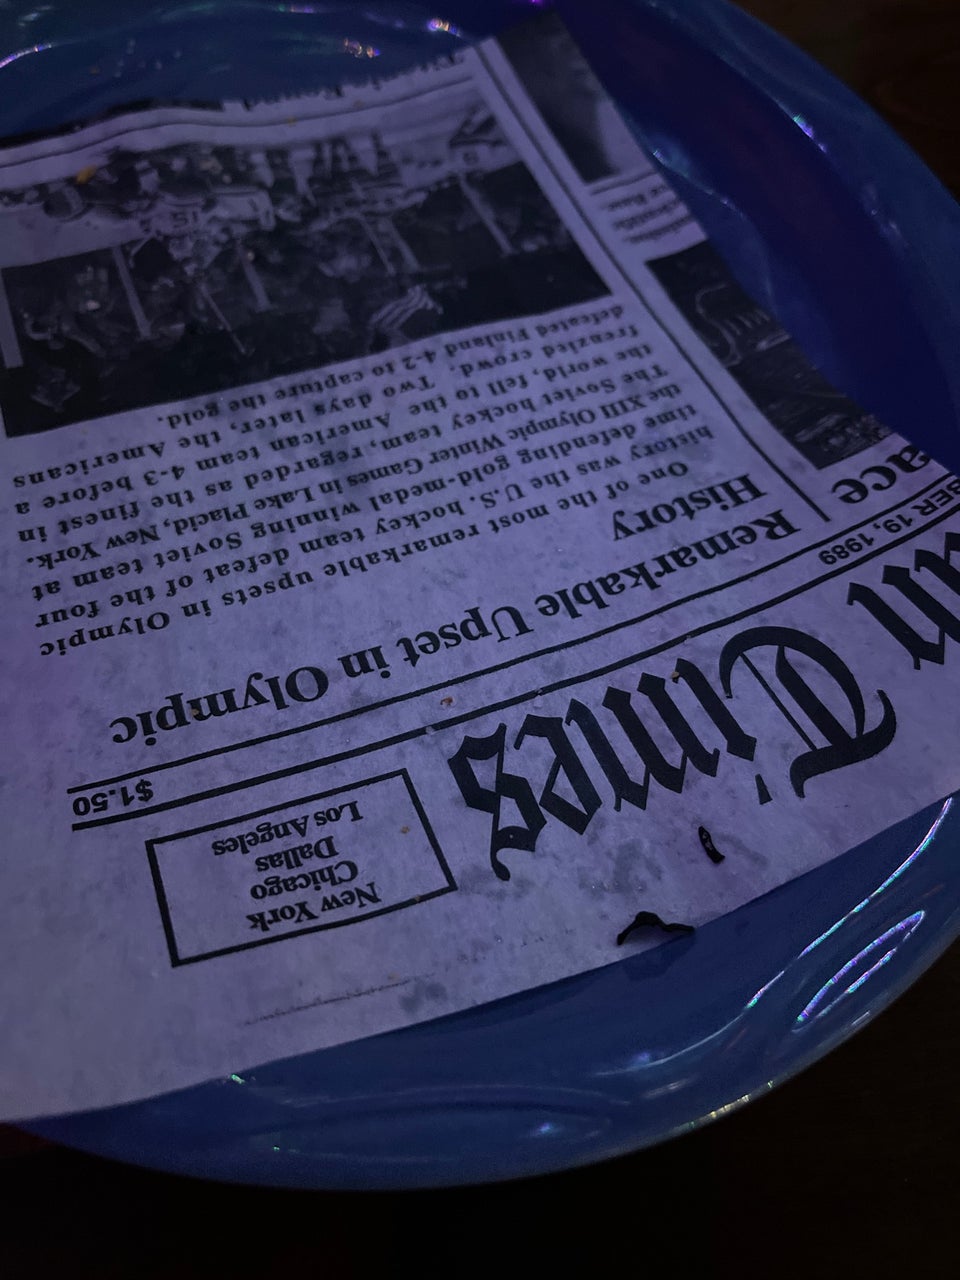 Times
New York
Chicago
Dallas
Los Angeles
BER 19, 1989
$1.50
ace
Remarkable Upset in Olympic
History
One of the most remarkable upsets in Olympic
history was the U.S. hockey team defeat of the four
time defending gold-medal winning Soviet team at
the XIII Olympic Winter Games in Lake Placid, New York.
The Soviet hockey team, regarded as the finest in
the world, fell to the American team 4-3 before a
frenzied crowd. Two days later, the Americans
defeated Finland 4-2 to capture the gold.